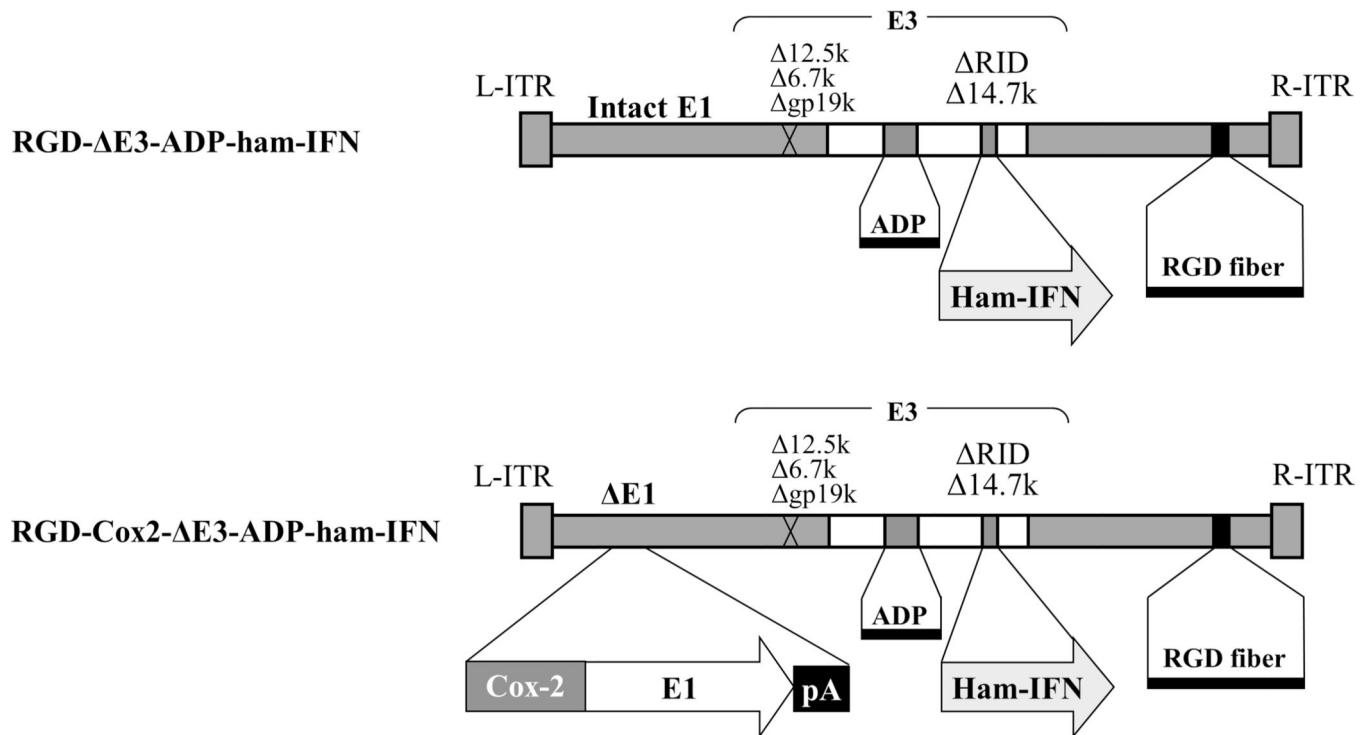 E3
Δ12.5k
Δ6.7k
Δgp19k
ΔRID
Δ14.7k
L-ITR
Intact E1
R-ITR
RGD-ΔE3-ADP-ham-IFN
ADP
Ham-IFN
RGD fiber
E3
Δ12.5k
Δ6.7k
Δgp19k
ΔRID
Δ14.7k
L-ITR
ΔE1
R-ITR
RGD-Cox2-ΔE3-ADP-ham-IFN
ADP
Cox-2
E1
pA
Ham-IFN
RGD fiber